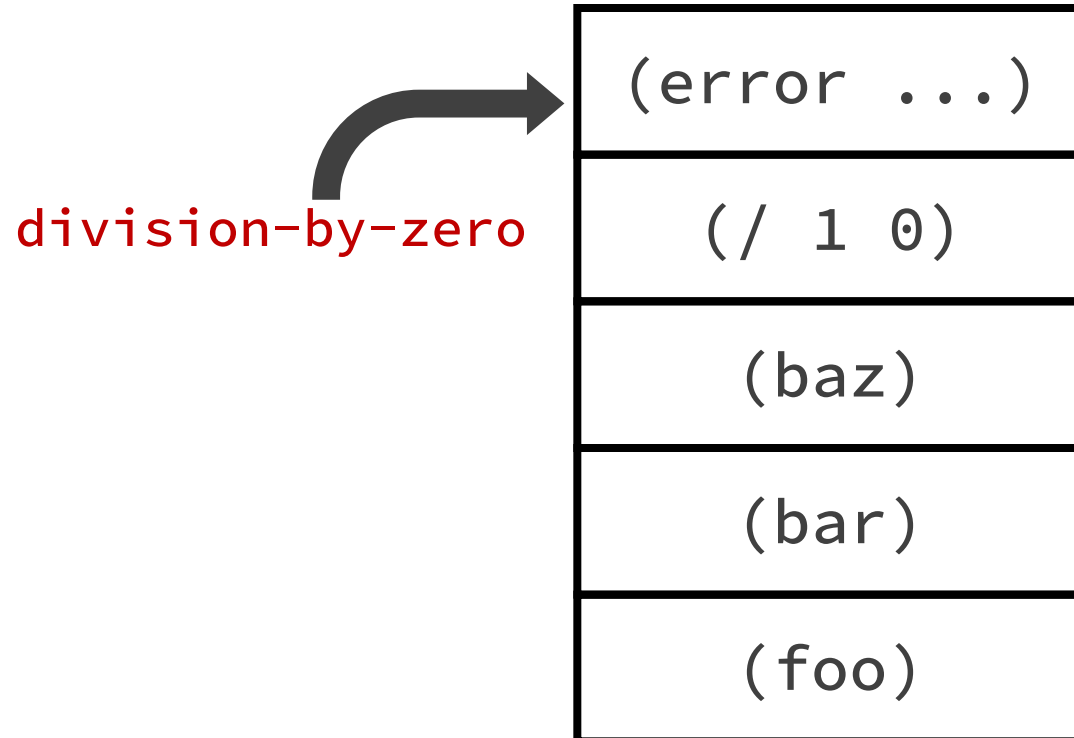 (error ...)
division-by-zero
(/ 1 0)
(baz)
(bar)
(foo)